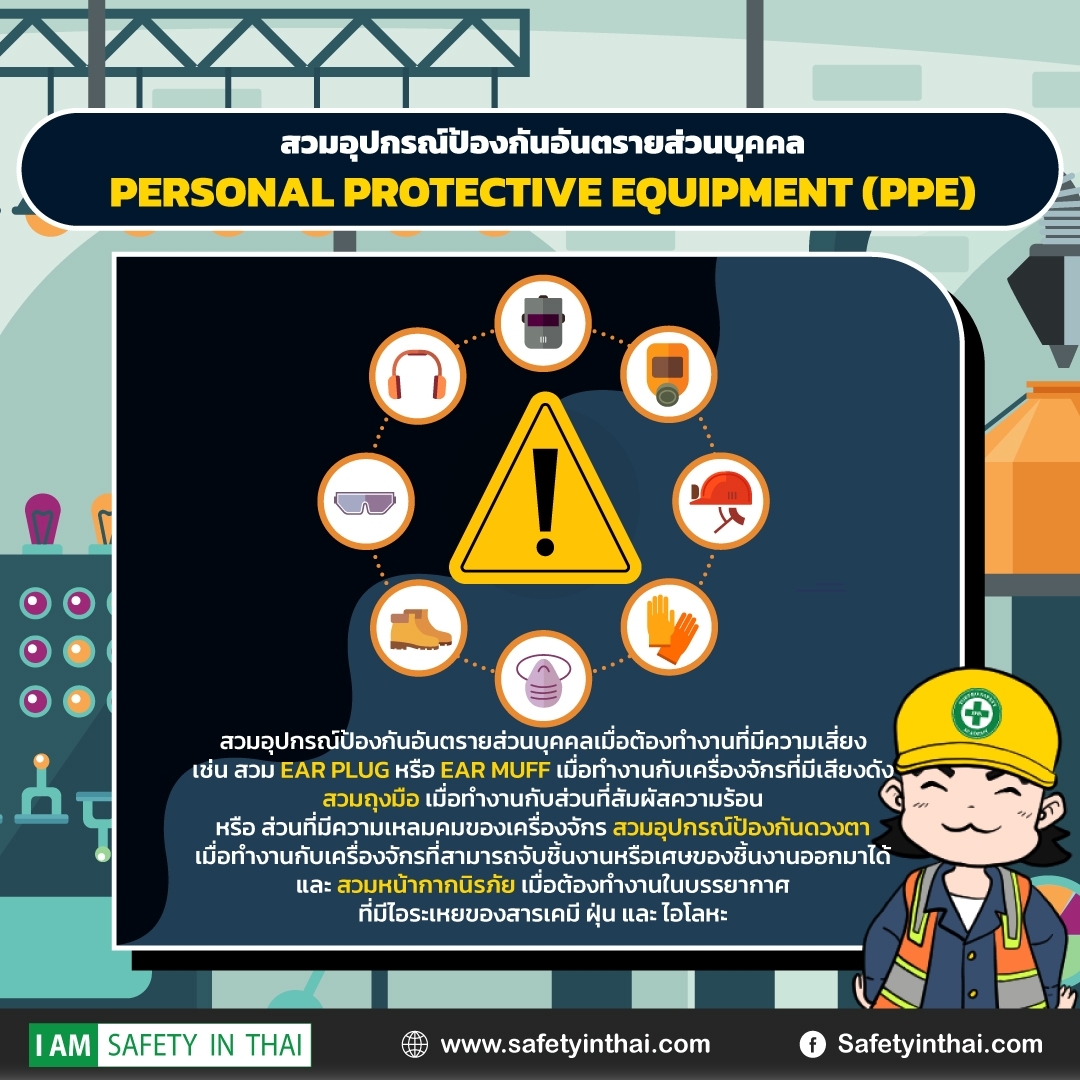 สวมอุปกรณ์ป้องกันอันตรายส่วนบุคคล
PERSONAL PROTECTIVE EQUIPMENT (PPE)
สวมอุปกรณ์ป้องกันอันตรายส่วนบุคคลเมื่อต้องทำงานที่มีความเสี่ยง
เช่น สวม EAR PLUG หรือ EAR MUFF เมื่อทำงานกับเครื่องจักรที่มีเสียงดัง
สวมถุงมือ เมื่อทำงานกับส่วนที่สัมผัสความร้อน
หรือ ส่วนที่มีความแหลมคมของเครื่องจักร สวมอุปกรณ์ป้องกันดวงตา
เมื่อทำงานกับเครื่องจักรที่สามารถจับชิ้นงานหรือเศษของชิ้นงานออกมาได้
และ สวมหน้ากากนิรภัย เมื่อต้องทำงานในบรรยากาศ
ที่มีไอระเหยของสารเคมี ฝุ่น และ ไอโลหะ
I AM SAFETY IN THAI
www.safetyinthai.com
Safetyinthai.com